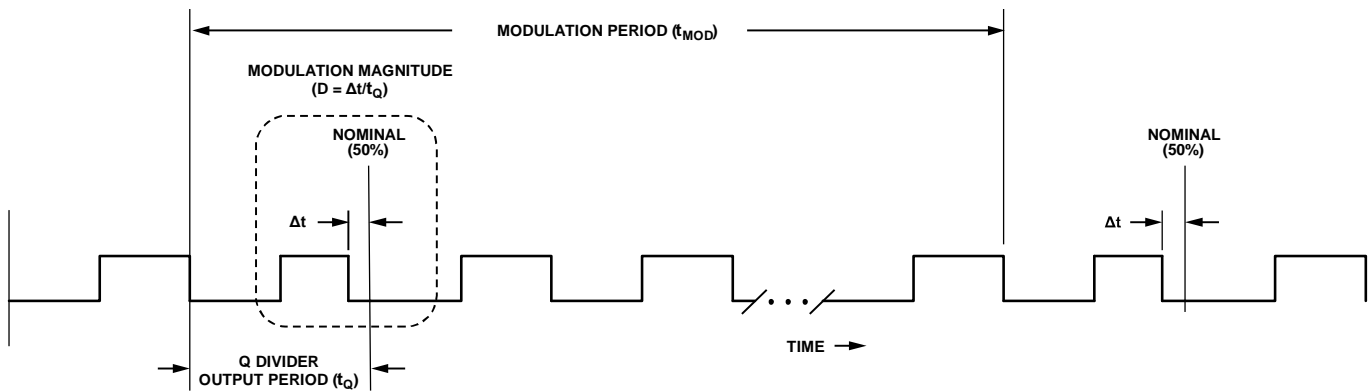 MODULATION PERIOD (tMOD)
MODULATION MAGNITUDE
(D = Δt/tQ)
NOMINAL
(50%)
NOMINAL
(50%)
Δt
Δt
TIME
Q DIVIDER
OUTPUT PERIOD (tQ)